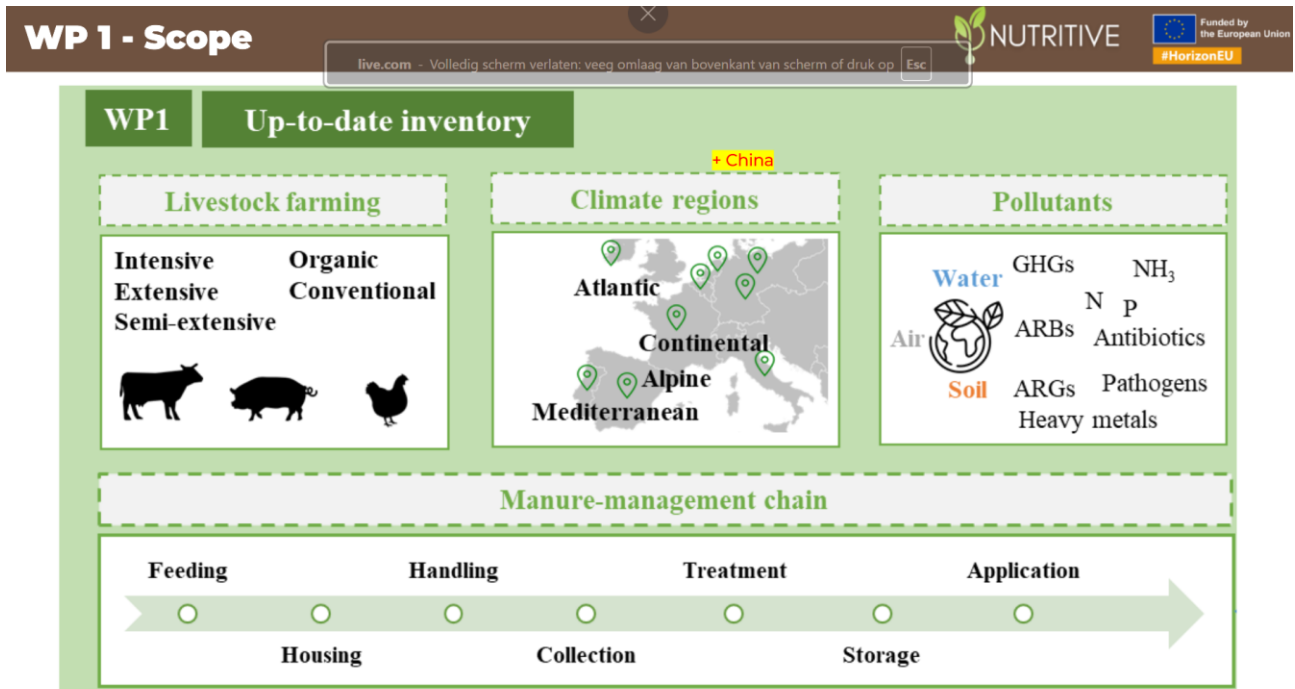 WP 1 - Scope
NUTRITIVE
Funded by
the European Union
#HorizonEU
live.com - Volledig scherm verlaten: veeg omlaag van bovenkant van scherm of druk op Esc
WP1
Up-to-date inventory
+ China
Livestock farming
Intensive
Organic
Extensive
Conventional
Semi-extensive
Climate regions
Atlantic
Continental
Alpine
Mediterranean
Pollutants
Water
Air
Soil
GHGs
NH₃
N
P
ARBs
Antibiotics
ARGs
Pathogens
Heavy metals
Manure-management chain
Feeding
Housing
Handling
Collection
Treatment
Storage
Application